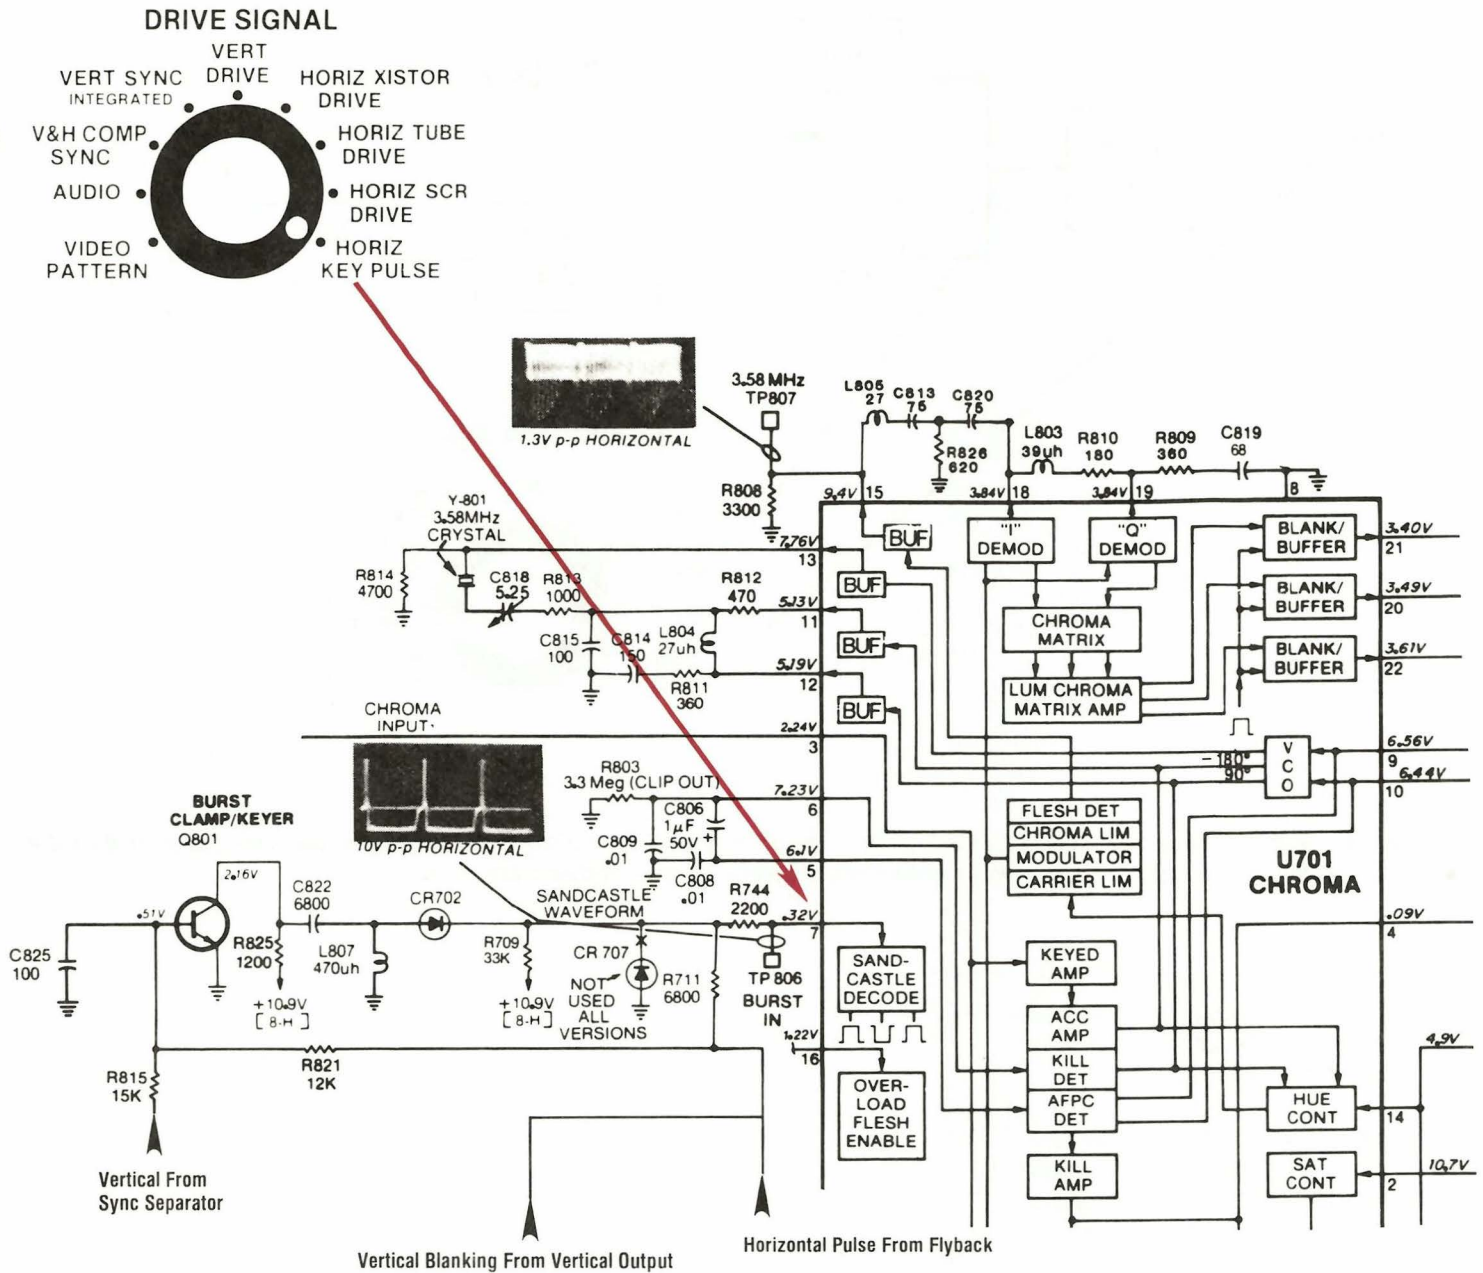 DRIVE SIGNAL
VERT
DRIVE
VERT SYNC
INTEGRATED
HORIZ XISTOR
DRIVE
V&H COMP
SYNC
HORIZ TUBE
DRIVE
AUDIO
HORIZ SCR
DRIVE
VIDEO
PATTERN
HORIZ
KEY PULSE
1.3V p-p HORIZONTAL
3.58 MHz
TP807
R808
3300
L805
27
C813
75
C820
75
R826
620
L803
39uh
R810
180
R809
360
C819
68
9.4V 15
3.84V 18
3.84V 19
8
Y-801
3.58MHz
CRYSTAL
R814
4700
C818
5.25
R813
1000
R812
470
C815
100
C814
150
L804
27uh
R811
360
7.76V
13
5.13V
11
5.19V
12
BUF
BUF
BUF
BUF
"I"
DEMOD
"Q"
DEMOD
CHROMA
MATRIX
LUM CHROMA
MATRIX AMP
BLANK/
BUFFER
3.40V
21
BLANK/
BUFFER
3.49V
20
BLANK/
BUFFER
3.61V
22
CHROMA
INPUT
2.24V
3
10V p-p HORIZONTAL
R803
3.3 Meg (CLIP OUT)
7.23V
6
C806
1µF
50V +
C809
.01
C808
.01
6.1V
5
-180°
90°
V
C
O
6.56V
9
6.44V
10
FLESH DET
CHROMA LIM
MODULATOR
CARRIER LIM
U701
CHROMA
BURST
CLAMP/KEYER
Q801
2.16V
.51V
C825
100
C822
6800
R825
1200
L807
470uh
+10.9V
[8-H]
CR702
SANDCASTLE
WAVEFORM
R709
33K
+10.9V
[8-H]
CR 707
NOT
USED
ALL
VERSIONS
R711
6800
R744
2200
.32V
7
TP 806
BURST
IN
1.22V
16
.09V
4
SAND-
CASTLE
DECODE
OVER-
LOAD
FLESH
ENABLE
KEYED
AMP
ACC
AMP
KILL
DET
AFPC
DET
KILL
AMP
HUE
CONT
4.9V
14
SAT
CONT
10.7V
2
R821
12K
R815
15K
Vertical From
Sync Separator
Vertical Blanking From Vertical Output
Horizontal Pulse From Flyback